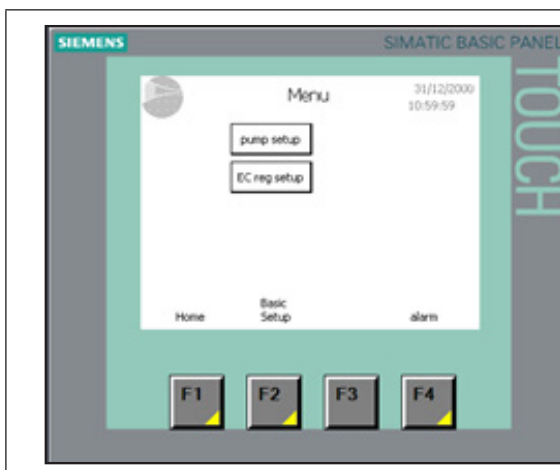 SIEMENS
SIMATIC BASIC PANEL
TOUCH
Menu
31/12/2000
10:59:59
pump setup
EC reg setup
Home
Basic
Setup
alarm
F1
F2
F3
F4